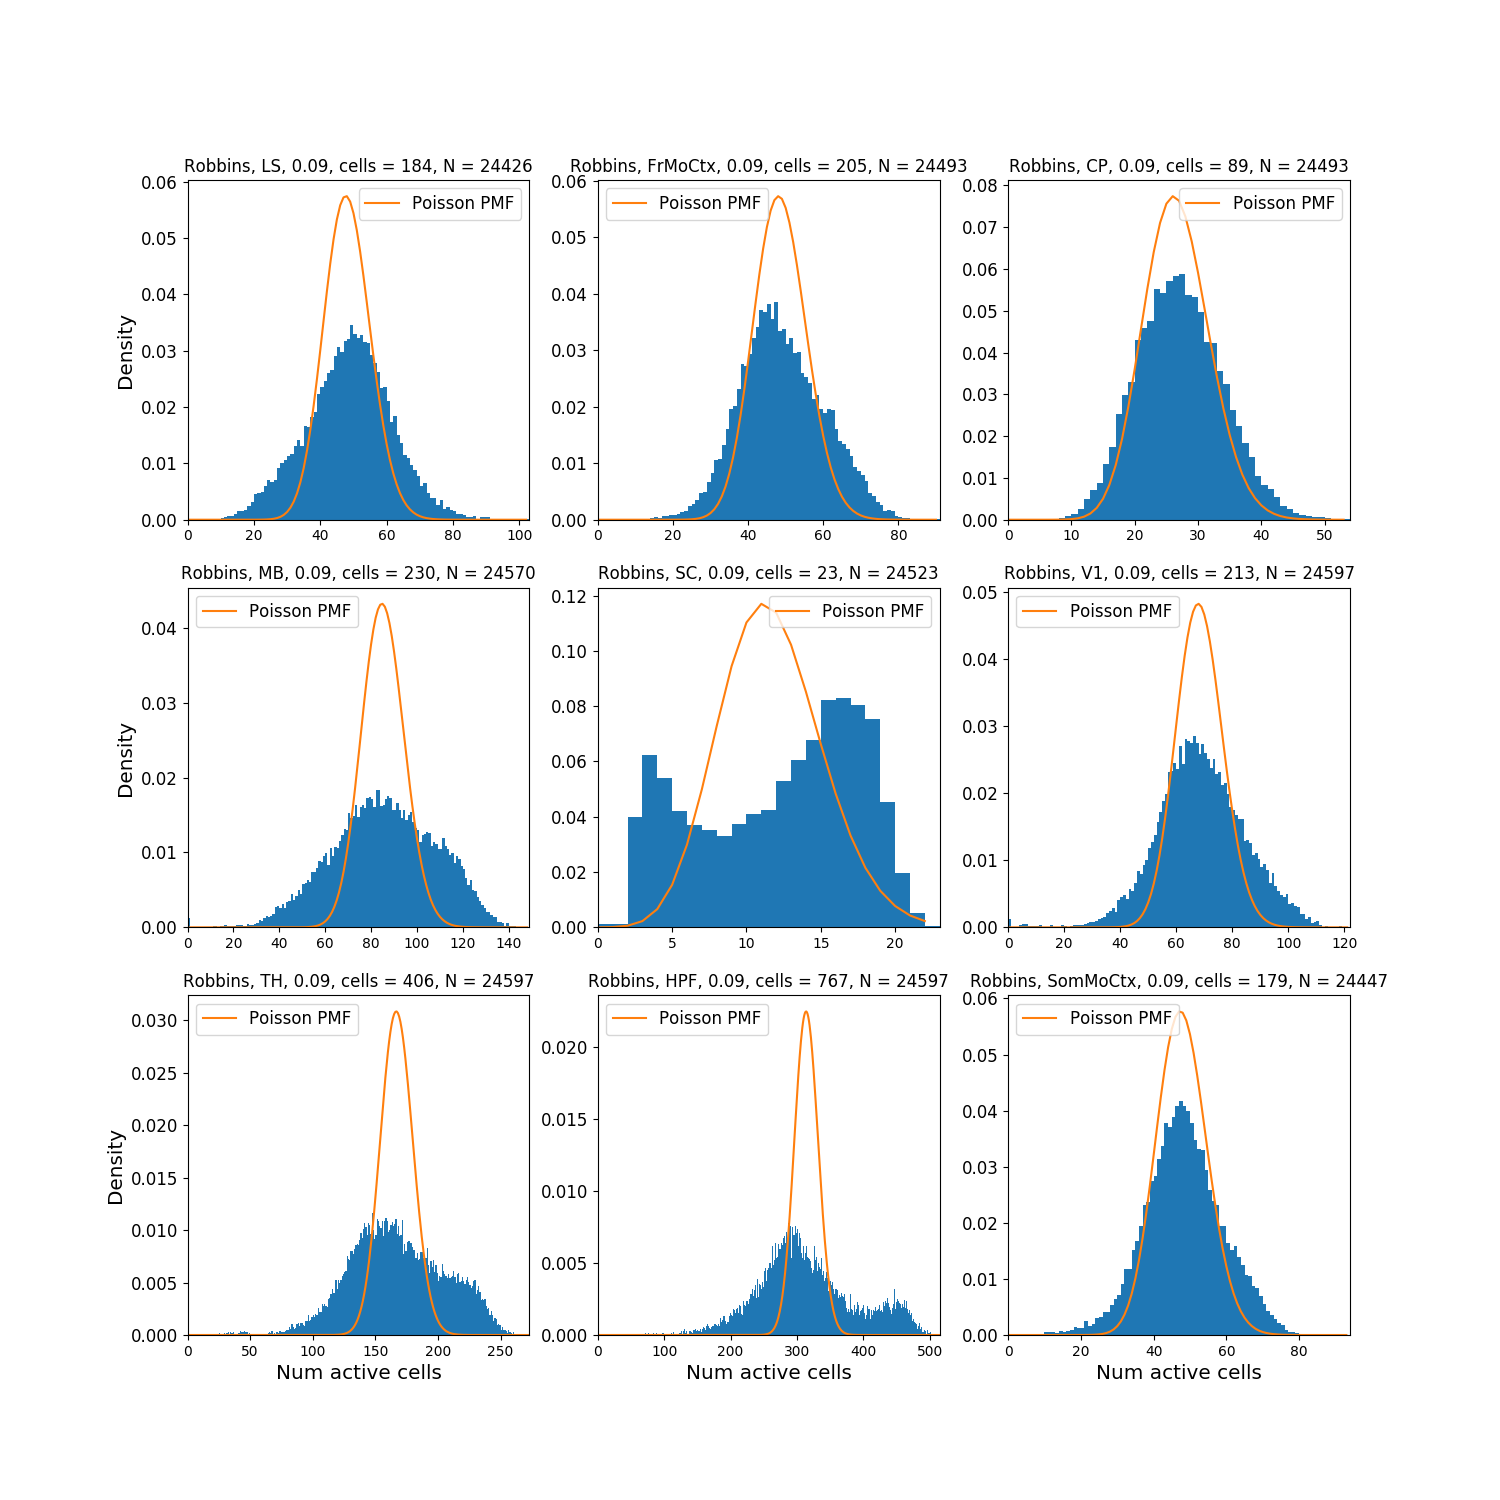 Robbins, LS, 0.09, cells = 184, N = 24426
Robbins, FrMoCtx, 0.09, cells = 205, N = 24493
Robbins, CP, 0.09, cells = 89, N = 24493
0.06
0.05
0.04
0.03
0.02
0.01
0.00
Density
Poisson PMF
0 20 40 60 80 100
0.06
0.05
0.04
0.03
0.02
0.01
0.00
Poisson PMF
0 20 40 60 80
0.08
0.07
0.06
0.05
0.04
0.03
0.02
0.01
0.00
Poisson PMF
0 10 20 30 40 50
Robbins, MB, 0.09, cells = 230, N = 24570
Robbins, SC, 0.09, cells = 23, N = 24523
Robbins, V1, 0.09, cells = 213, N = 24597
0.04
0.03
0.02
0.01
0.00
Density
Poisson PMF
0 20 40 60 80 100 120 140
0.12
0.10
0.08
0.06
0.04
0.02
0.00
Poisson PMF
0 5 10 15 20
0.05
0.04
0.03
0.02
0.01
0.00
Poisson PMF
0 20 40 60 80 100 120
Robbins, TH, 0.09, cells = 406, N = 24597
Robbins, HPF, 0.09, cells = 767, N = 24597
Robbins, SomMoCtx, 0.09, cells = 179, N = 24447
0.030
0.025
0.020
0.015
0.010
0.005
0.000
Density
Poisson PMF
0 50 100 150 200 250
Num active cells
0.020
0.015
0.010
0.005
0.000
Poisson PMF
0 100 200 300 400 500
Num active cells
0.06
0.05
0.04
0.03
0.02
0.01
0.00
Poisson PMF
0 20 40 60 80
Num active cells